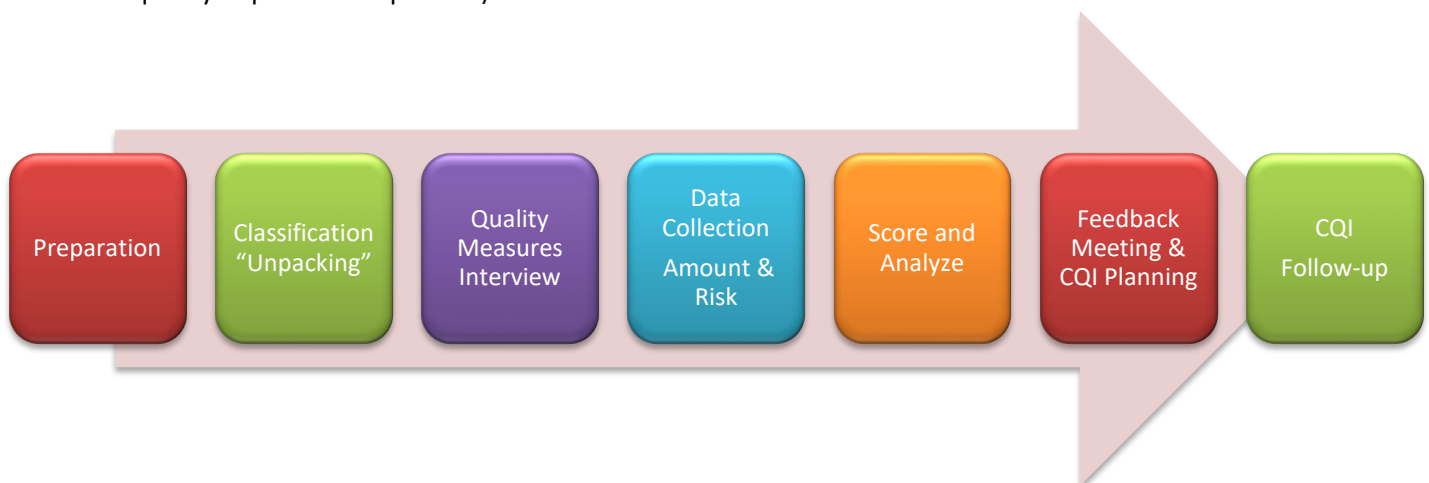 Preparation
Classification
“Unpacking”
Quality
Measures
Interview
Data
Collection
Amount &
Risk
Score and
Analyze
Feedback
Meeting &
CQI Planning
CQI
Follow-up